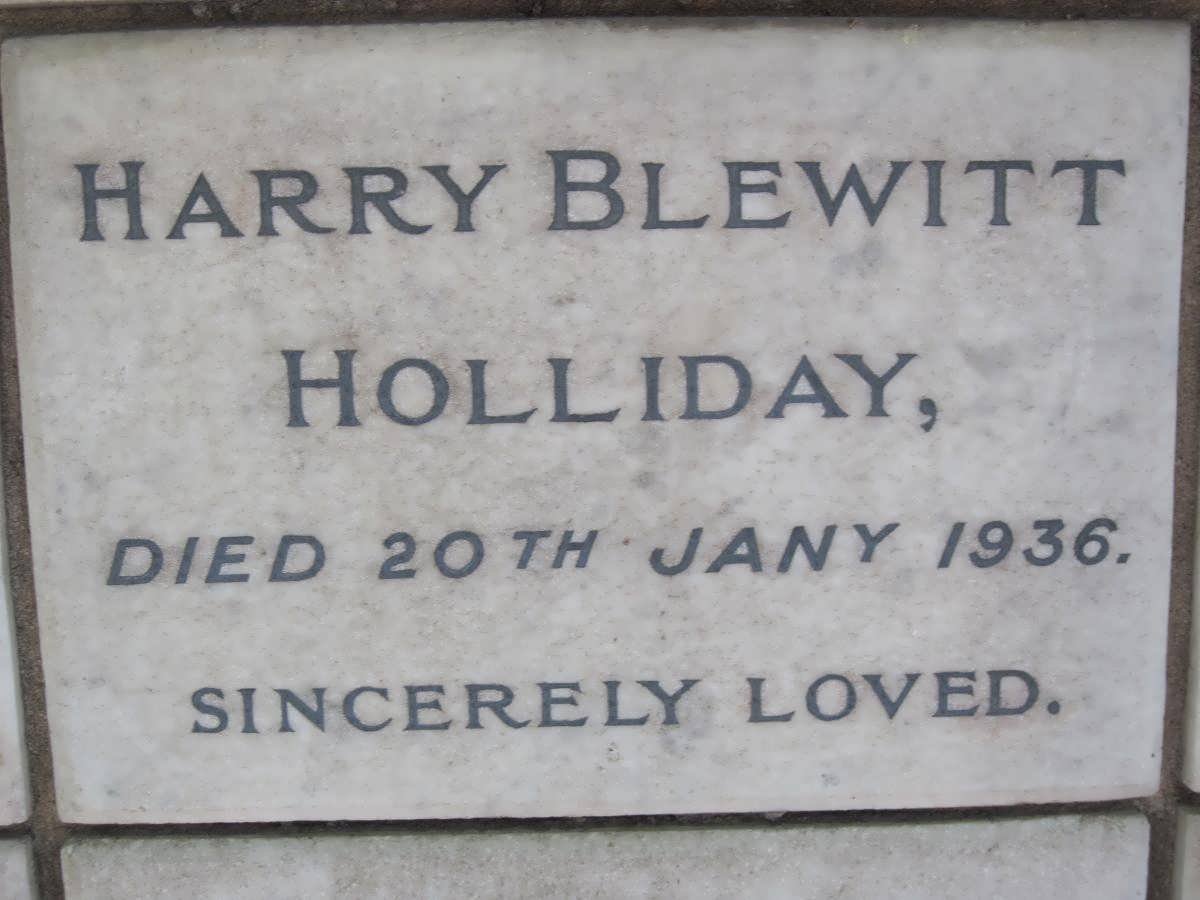 HARRY BLEWITT
HOLLIDAY,
DIED 20TH JANY 1936.
SINCERELY LOVED.